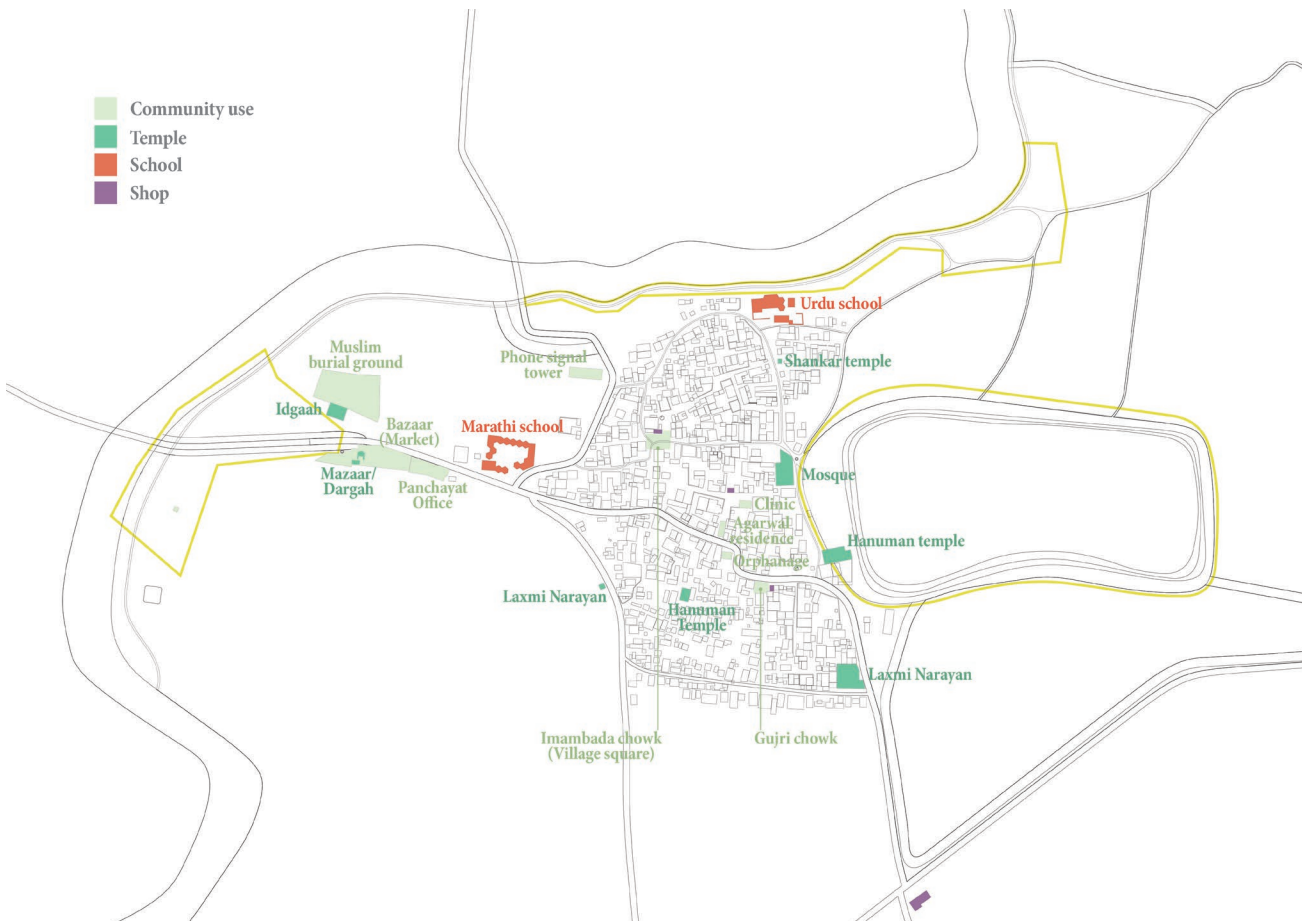 Community use
Temple
School
Shop
Urdu school
Muslim
burial ground
Phone signal
tower
Shankar temple
Idgaah
Bazaar
(Market)
Marathi school
Mazaar/
Dargah
Panchayat
Office
Mosque
Clinic
Agarwal
residence
Hanuman temple
Orphanage
Laxmi Narayan
Hanuman
Temple
Laxmi Narayan
Imambada chowk
(Village square)
Gujri chowk